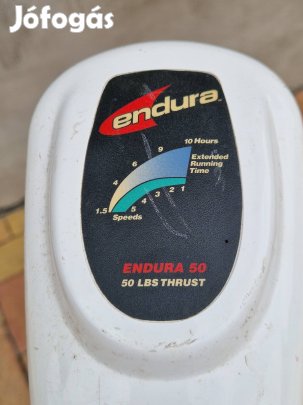 Jófogás
endura
10 Hours
9
6
4
1.5
Extended
Running
Time
5 4 3 2 1
Speeds
ENDURA 50
50 LBS THRUST